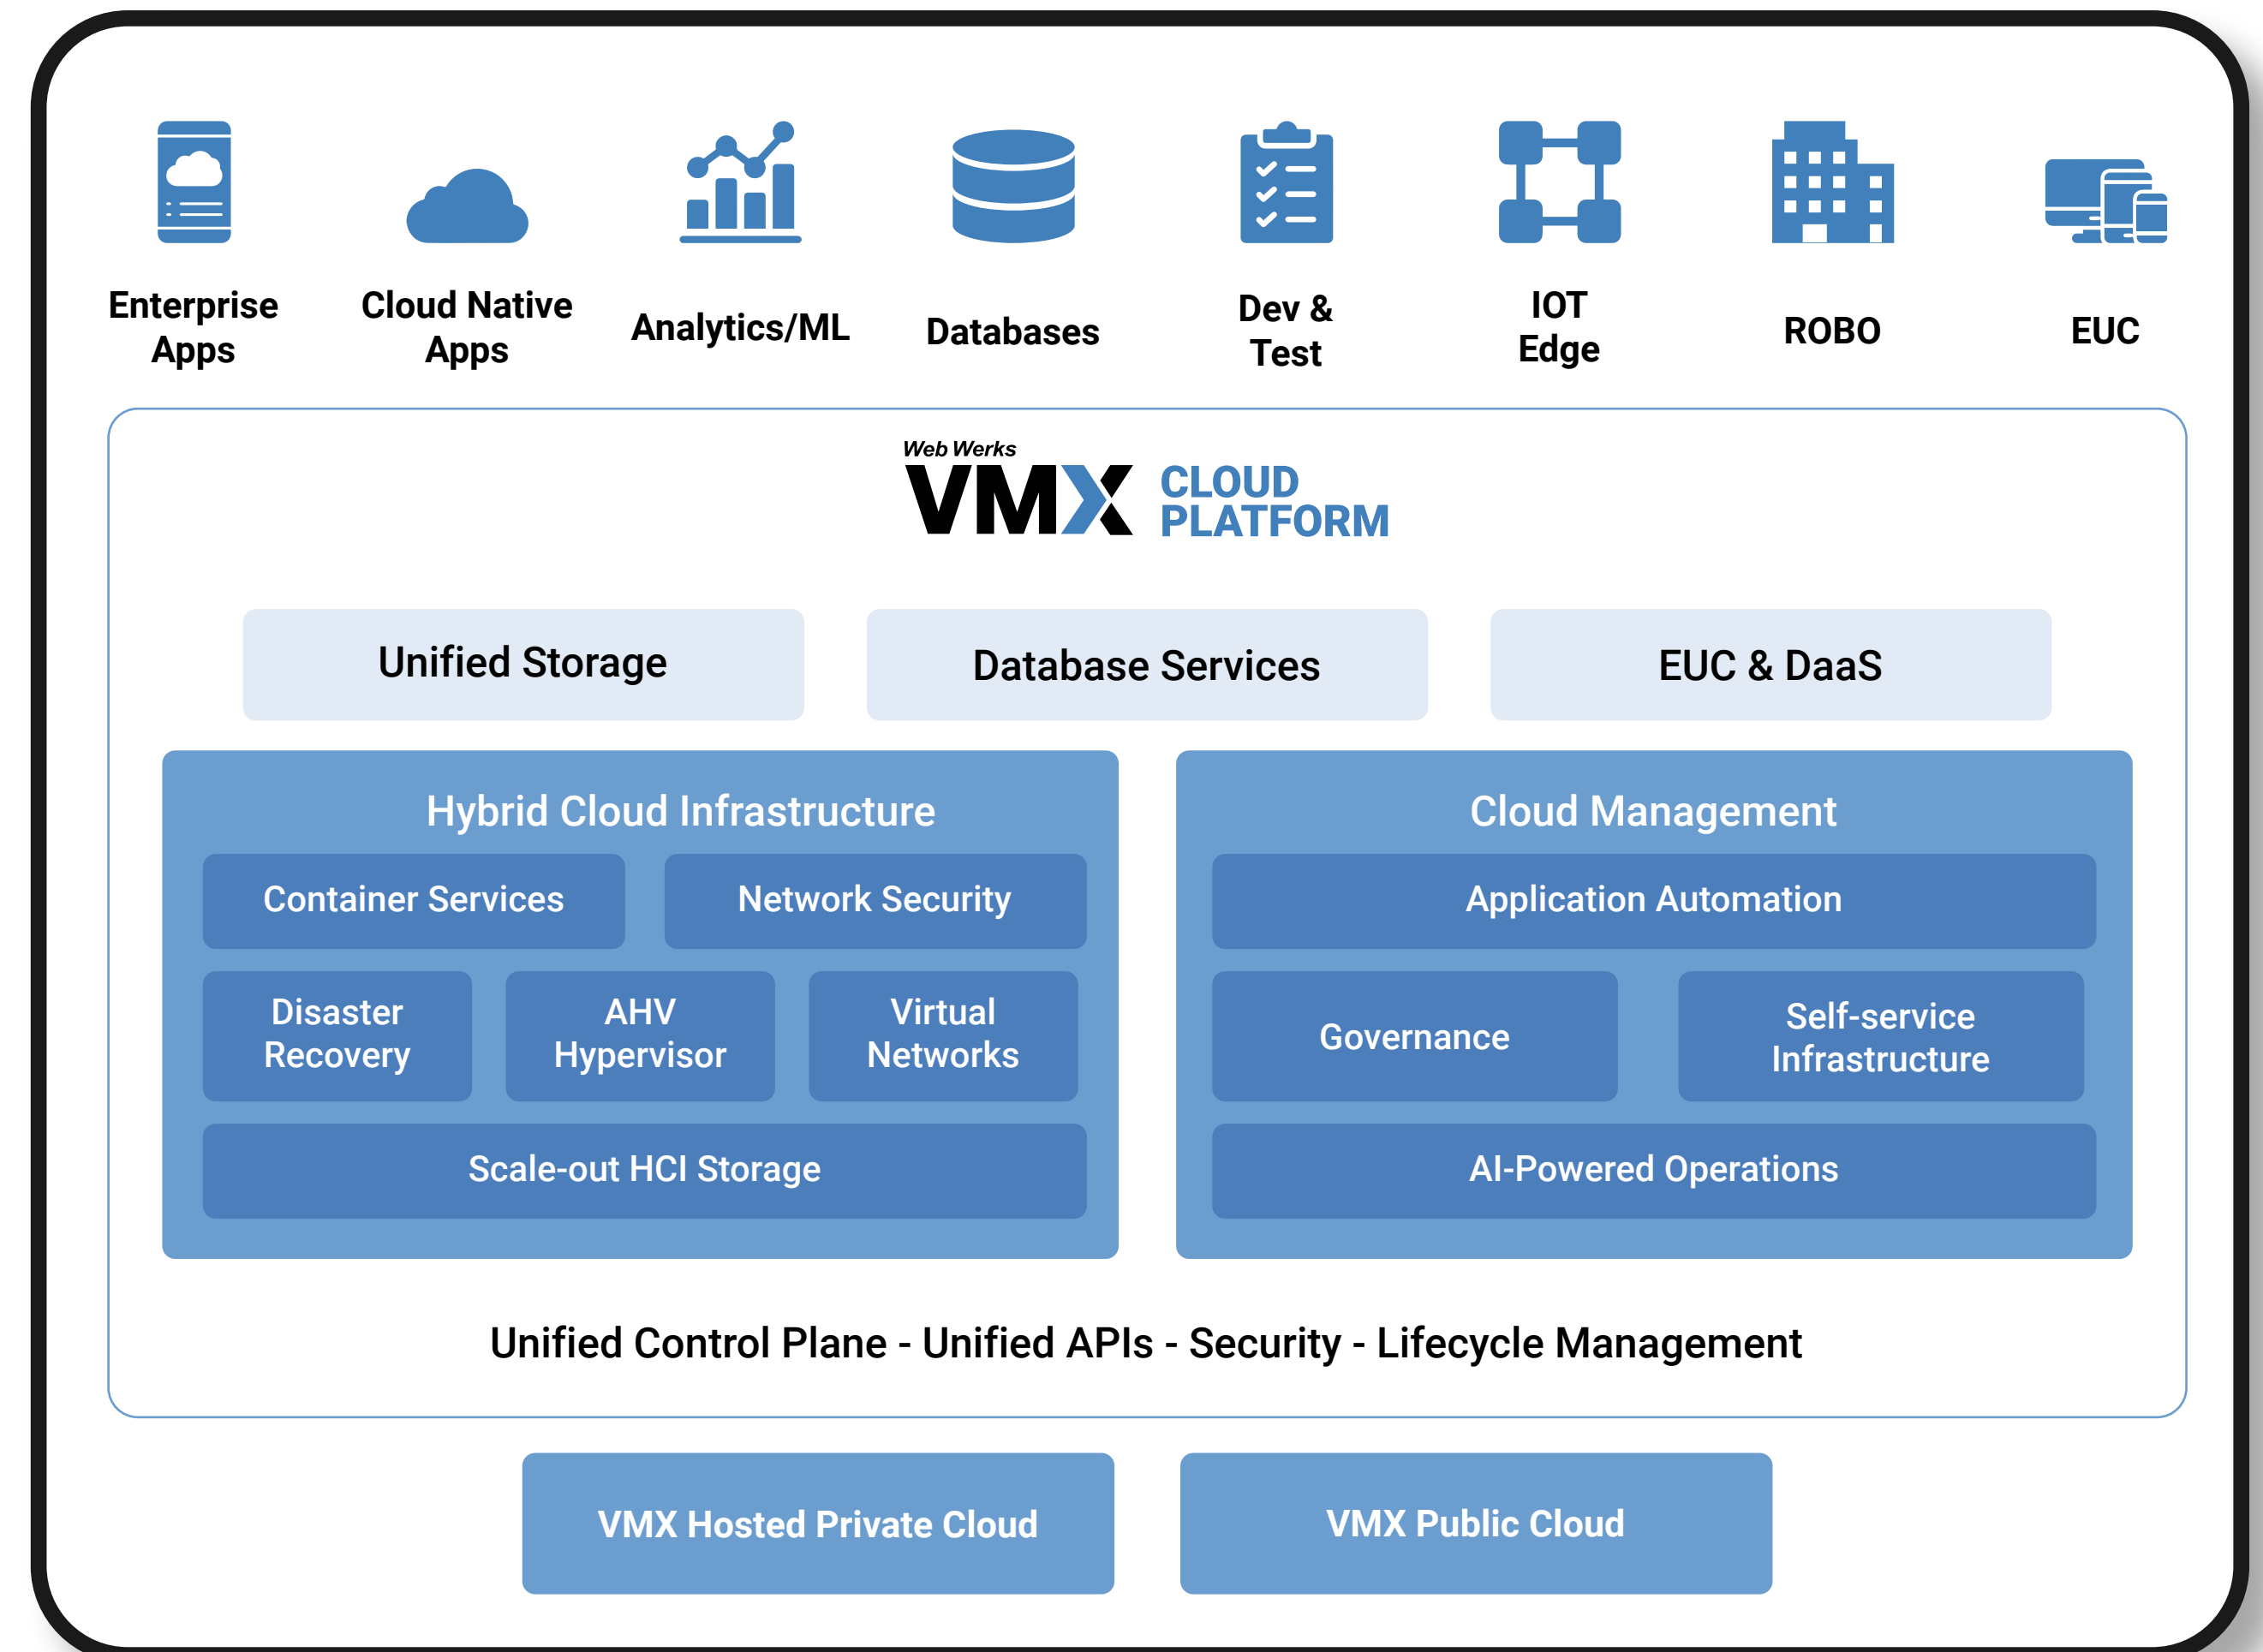 Enterprise
Apps
Cloud Native
Apps
Analytics/ML
Databases
Dev &
Test
IOT
Edge
ROBO
EUC
Web Werks
VMX
CLOUD
PLATFORM
Unified Storage
Database Services
EUC & DaaS
Hybrid Cloud Infrastructure
Container Services
Network Security
Disaster
Recovery
AHV
Hypervisor
Virtual
Networks
Scale-out HCI Storage
Cloud Management
Application Automation
Governance
Self-service
Infrastructure
AI-Powered Operations
Unified Control Plane - Unified APIs - Security - Lifecycle Management
VMX Hosted Private Cloud
VMX Public Cloud